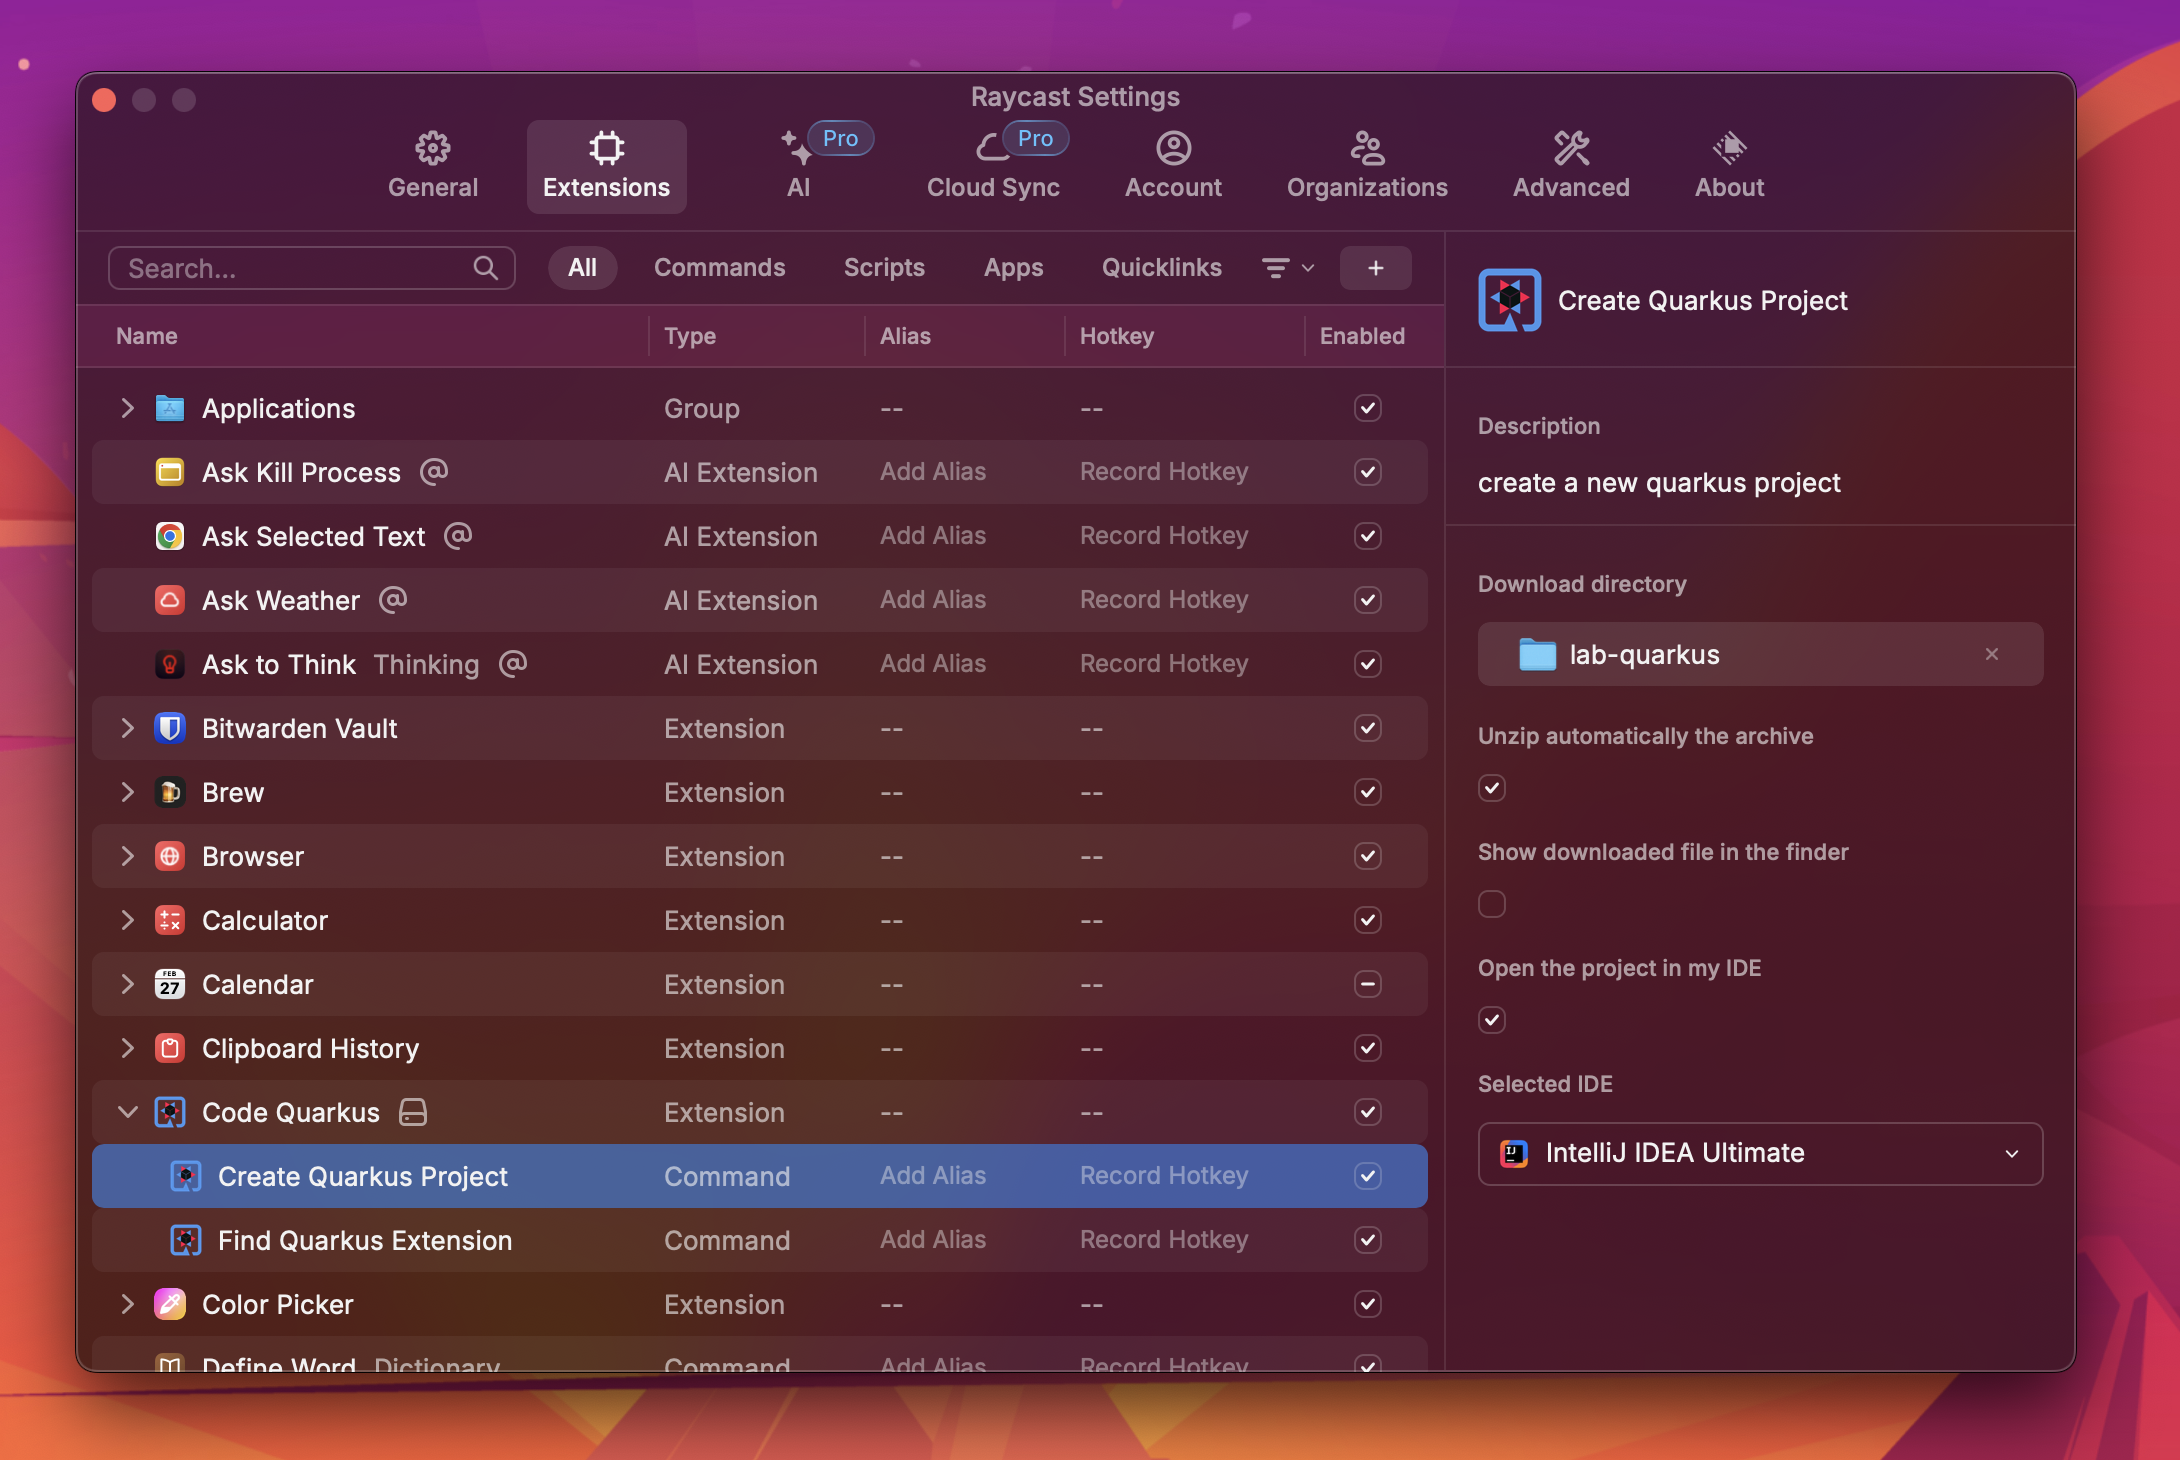 Raycast Settings
General
Extensions
Pro
AI
Pro
Cloud Sync
Account
Organizations
Advanced
About
Search...
All
Commands
Scripts
Apps
Quicklinks
+
Name Type Alias Hotkey Enabled
Applications Group -- --
Ask Kill Process @ AI Extension Add Alias Record Hotkey
Ask Selected Text @ AI Extension Add Alias Record Hotkey
Ask Weather @ AI Extension Add Alias Record Hotkey
Ask to Think Thinking @ AI Extension Add Alias Record Hotkey
Bitwarden Vault Extension -- --
Brew Extension -- --
Browser Extension -- --
Calculator Extension -- --
FEB
27
Calendar Extension -- --
Clipboard History Extension -- --
Code Quarkus Extension -- --
Create Quarkus Project Command Add Alias Record Hotkey
Find Quarkus Extension Command Add Alias Record Hotkey
Color Picker Extension -- --
Define Word Dictionary Command Add Alias Record Hotkey
Create Quarkus Project
Description
create a new quarkus project
Download directory
lab-quarkus
Unzip automatically the archive
Show downloaded file in the finder
Open the project in my IDE
Selected IDE
IJ
IntelliJ IDEA Ultimate